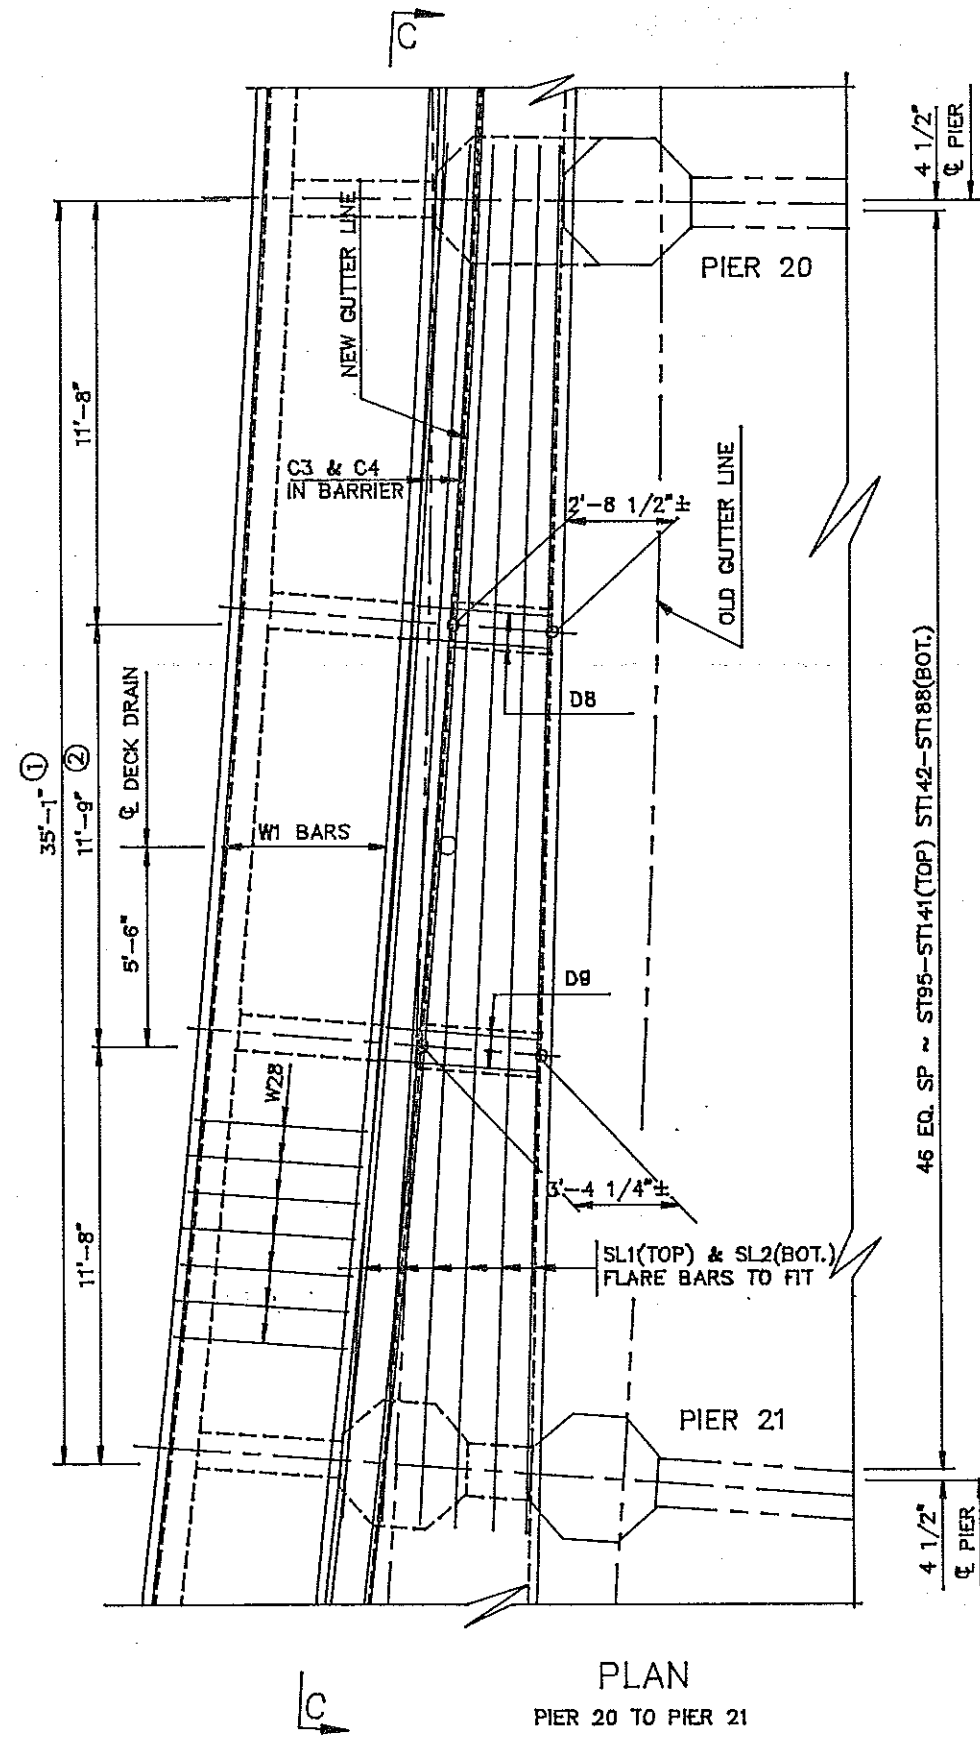 C
4 1/2"
℄ PIER
NEW GUTTER LINE
PIER 20
11'-8"
C3 & C4
IN BARRIER
2'-8 1/2"±
OLD GUTTER LINE
D8
℄ DECK DRAIN
35'-1" ①
11'-9" ②
W1 BARS
5'-6"
D9
46 EQ. SP ~ ST95-ST141(TOP) ST142-ST188(BOT.)
W28
3'-4 1/4"±
11'-8"
SL1(TOP) & SL2(BOT.)
FLARE BARS TO FIT
PIER 21
4 1/2"
℄ PIER
C
PLAN
PIER 20 TO PIER 21